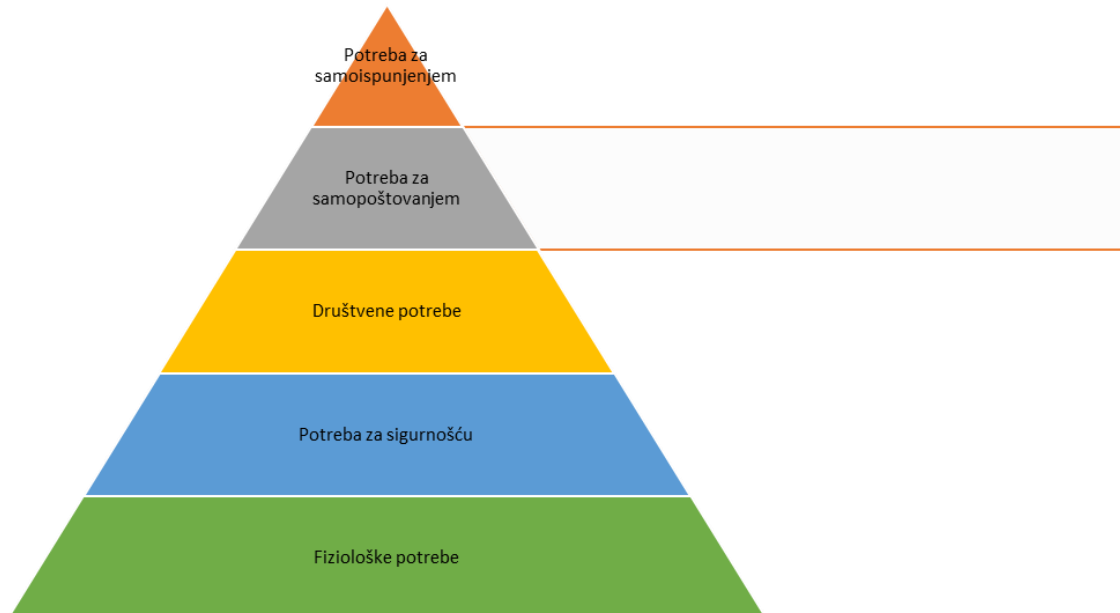 Potreba za
samoispunjenjem
Potreba za
samopoštovanjem
Društvene potrebe
Potreba za sigurnošću
Fiziološke potrebe